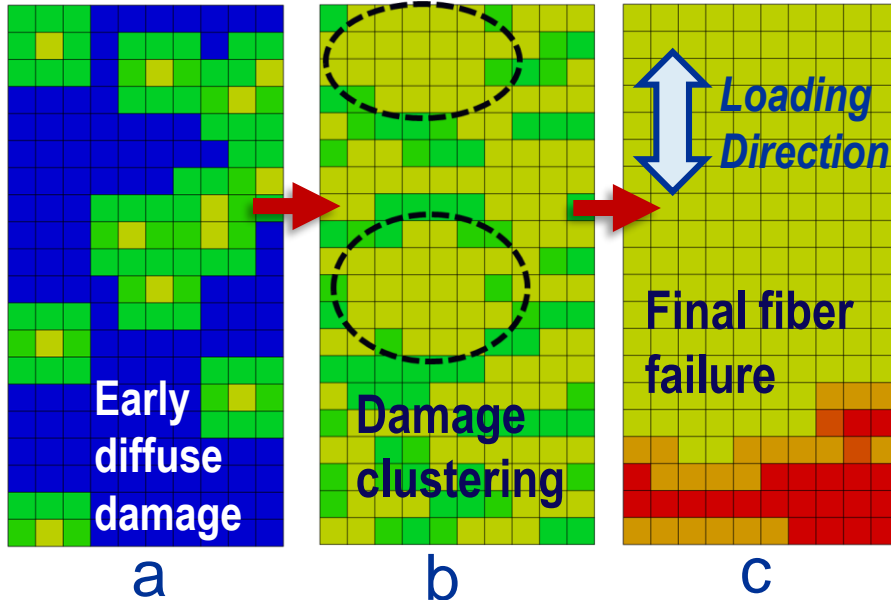 Early
diffuse
damage
Damage
clustering
Loading
Direction
Final fiber
failure
a
b
c